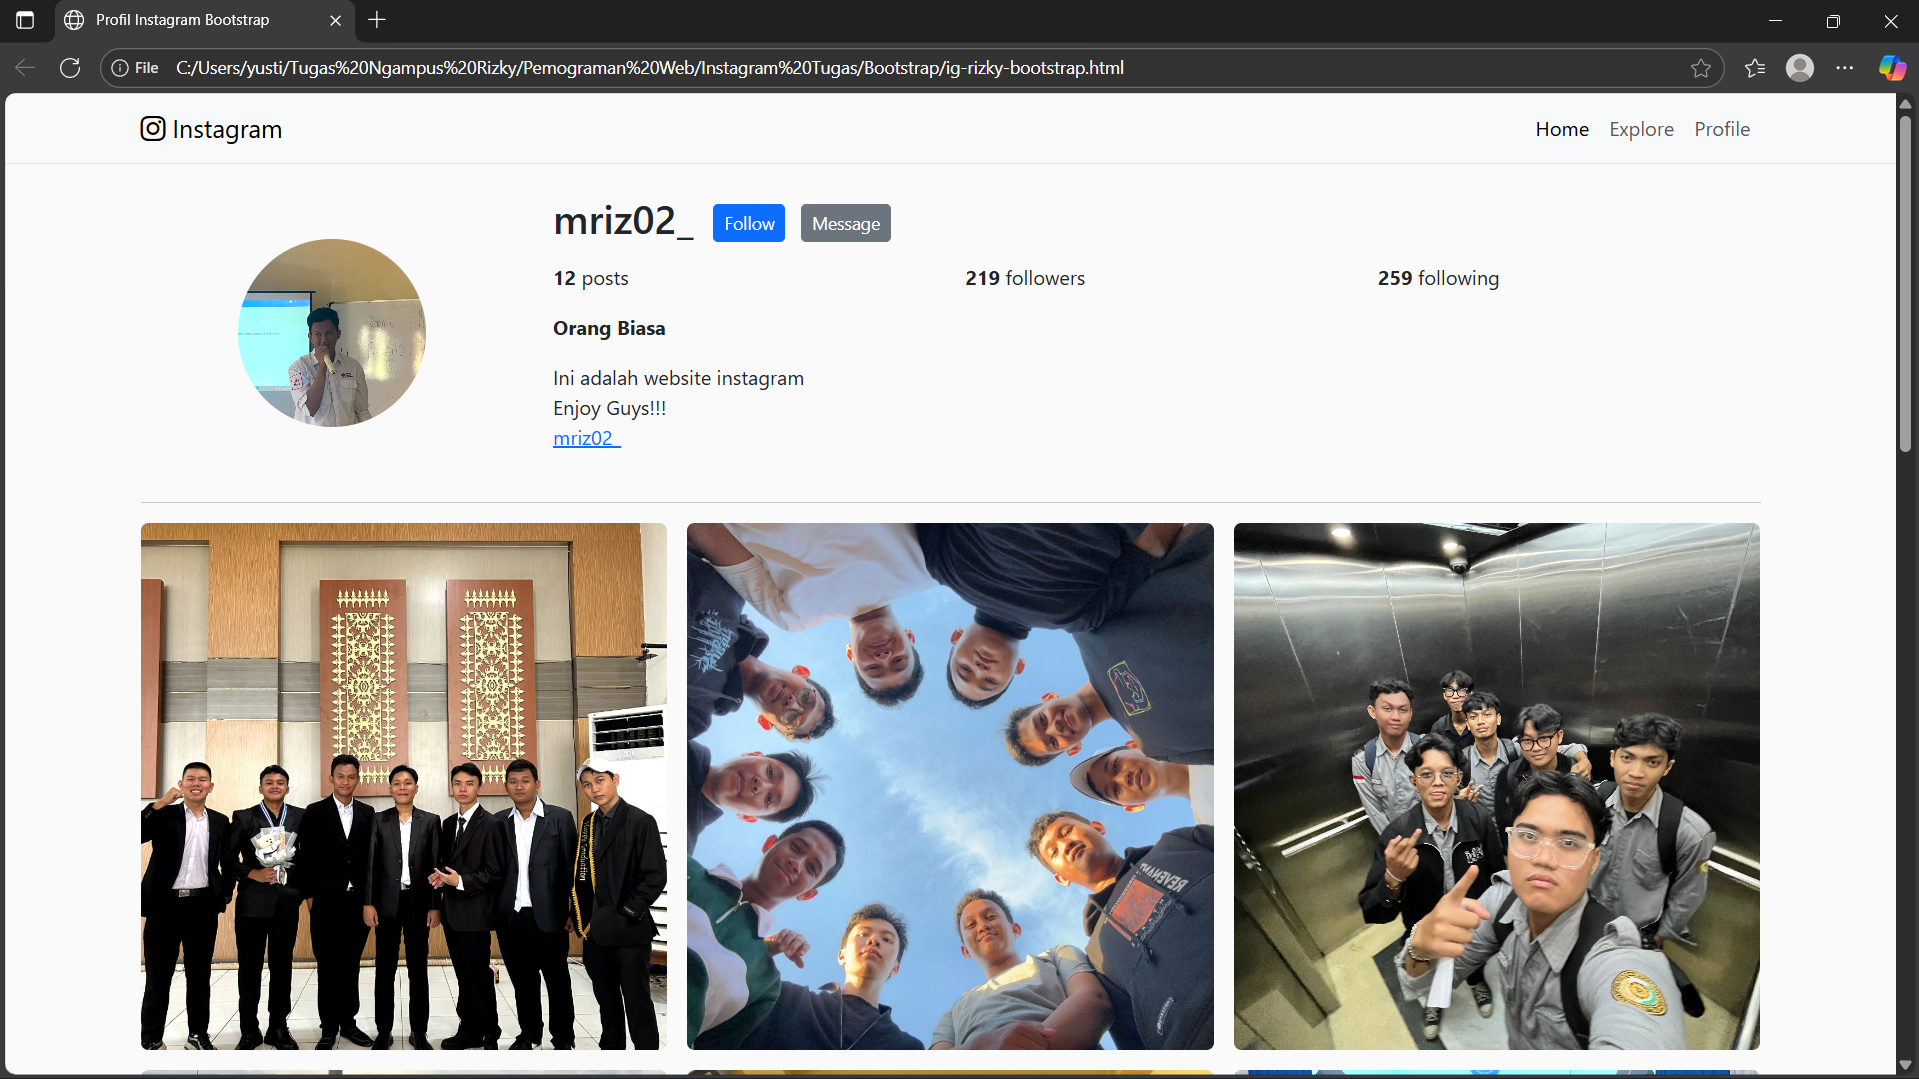 Profil Instagram Bootstrap
File C:/Users/yusti/Tugas%20Ngampus%20Rizky/Pemograman%20Web/Instagram%20Tugas/Bootstrap/ig-rizky-bootstrap.html
Instagram
Home Explore Profile
mriz02_ Follow Message
12 posts 219 followers 259 following
Orang Biasa
Ini adalah website instagram
Enjoy Guys!!!
mriz02_
REVENANT